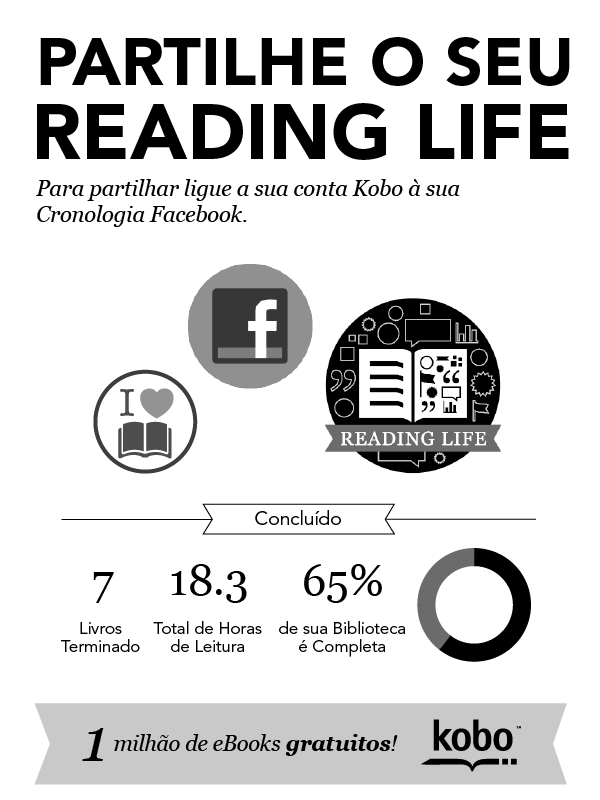 PARTILHE O SEU
READING LIFE
Para partilhar ligue a sua conta Kobo à sua
Cronologia Facebook.
f
I
READING LIFE
Concluído
7
Livros
Terminado
18.3
Total de Horas
de Leitura
65%
de sua Biblioteca
é Completa
1 milhão de eBooks gratuitos!
kobo™